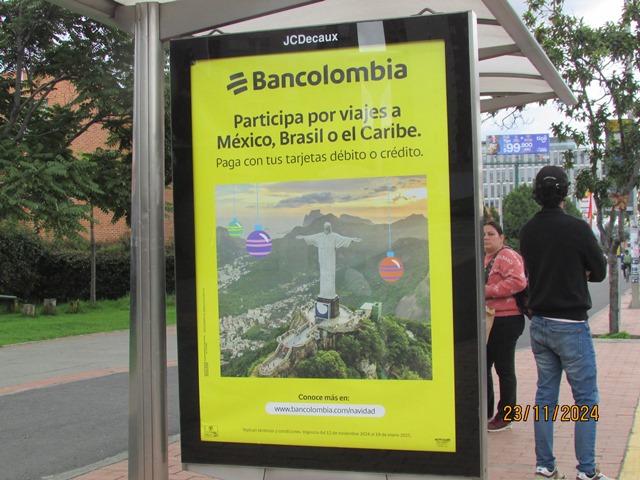 JCDecaux
Bancolombia
Participa por viajes a
México, Brasil o el Caribe.
Paga con tus tarjetas débito o crédito.
Conoce más en:
www.bancolombia.com/navidad
99.900
tigo
23/11/2024